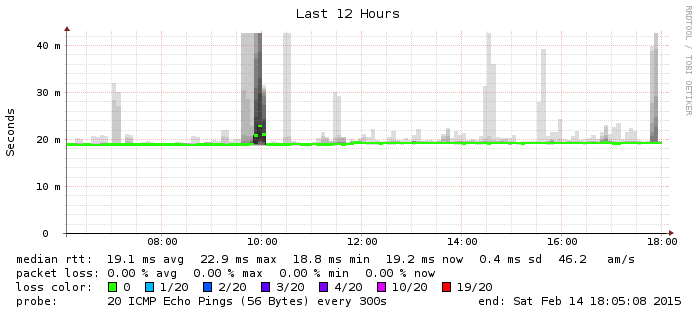 Last 12 Hours
RRDTOOL / TOBI OETIKER
Seconds
40 m
30 m
20 m
10 m
0
08:00 10:00 12:00 14:00 16:00 18:00
median rtt: 19.1 ms avg 22.9 ms max 18.8 ms min 19.2 ms now 0.4 ms sd 46.2 am/s
packet loss: 0.00 % avg 0.00 % max 0.00 % min 0.00 % now
loss color: 0 1/20 2/20 3/20 4/20 10/20 19/20
probe: 20 ICMP Echo Pings (56 Bytes) every 300s end: Sat Feb 14 18:05:08 2015